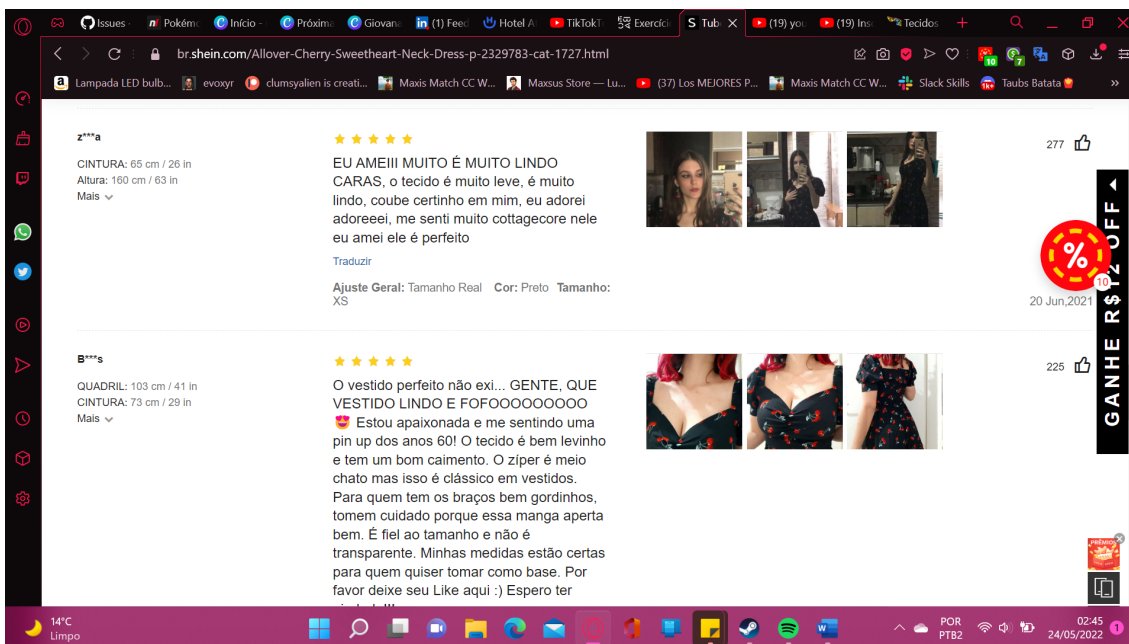 Issues -
Pokémo
Início -
Próxima
Giovana
(1) Feed
Hotel A
TikTokT
Exercíci
Tub
(19) you
(19) Inse
Tecidos
br.shein.com/Allover-Cherry-Sweetheart-Neck-Dress-p-2329783-cat-1727.html
10
7
Lampada LED bulb...
evoxyr
clumsyalien is creati...
Maxis Match CC W...
Maxsus Store — Lu...
(37) Los MEJORES P...
Maxis Match CC W...
Slack Skills
Taubs Batata
»
z***a
CINTURA: 65 cm / 26 in
Altura: 160 cm / 63 in
Mais
EU AMEIII MUITO É MUITO LINDO
CARAS, o tecido é muito leve, é muito
lindo, coube certinho em mim, eu adorei
adoreeei, me senti muito cottagecore nele
eu amei ele é perfeito
Traduzir
Ajuste Geral: Tamanho Real Cor: Preto Tamanho:
XS
277
20 Jun,2021
B***s
QUADRIL: 103 cm / 41 in
CINTURA: 73 cm / 29 in
Mais
O vestido perfeito não exi... GENTE, QUE
VESTIDO LINDO E FOFOOOOOOOOO
😍 Estou apaixonada e me sentindo uma
pin up dos anos 60! O tecido é bem levinho
e tem um bom caimento. O zíper é meio
chato mas isso é clássico em vestidos.
Para quem tem os braços bem gordinhos,
tomem cuidado porque essa manga aperta
bem. É fiel ao tamanho e não é
transparente. Minhas medidas estão certas
para quem quiser tomar como base. Por
favor deixe seu Like aqui :) Espero ter
225
GANHE R$12 OFF
%
10
14°C
Limpo
POR
PTB2
02:45
24/05/2022
1